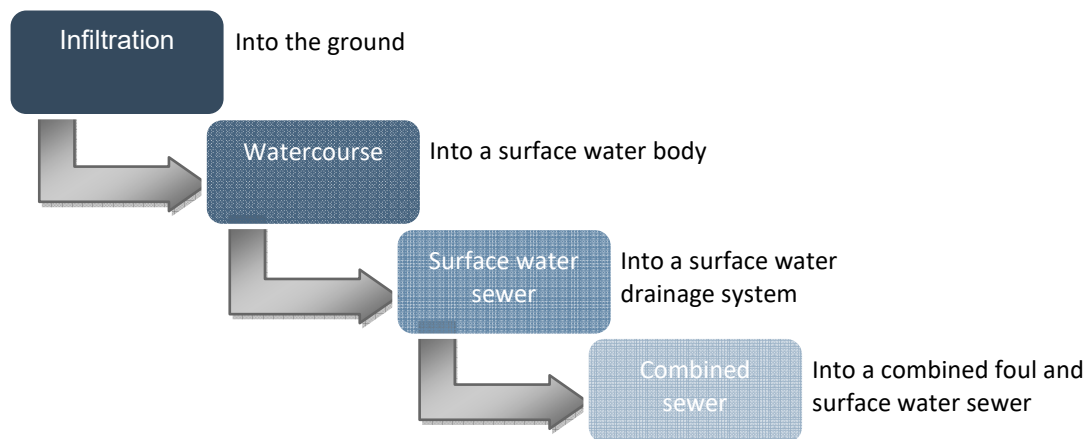 Infiltration
Into the ground
Watercourse
Into a surface water body
Surface water
sewer
Into a surface water
drainage system
Combined
sewer
Into a combined foul and
surface water sewer